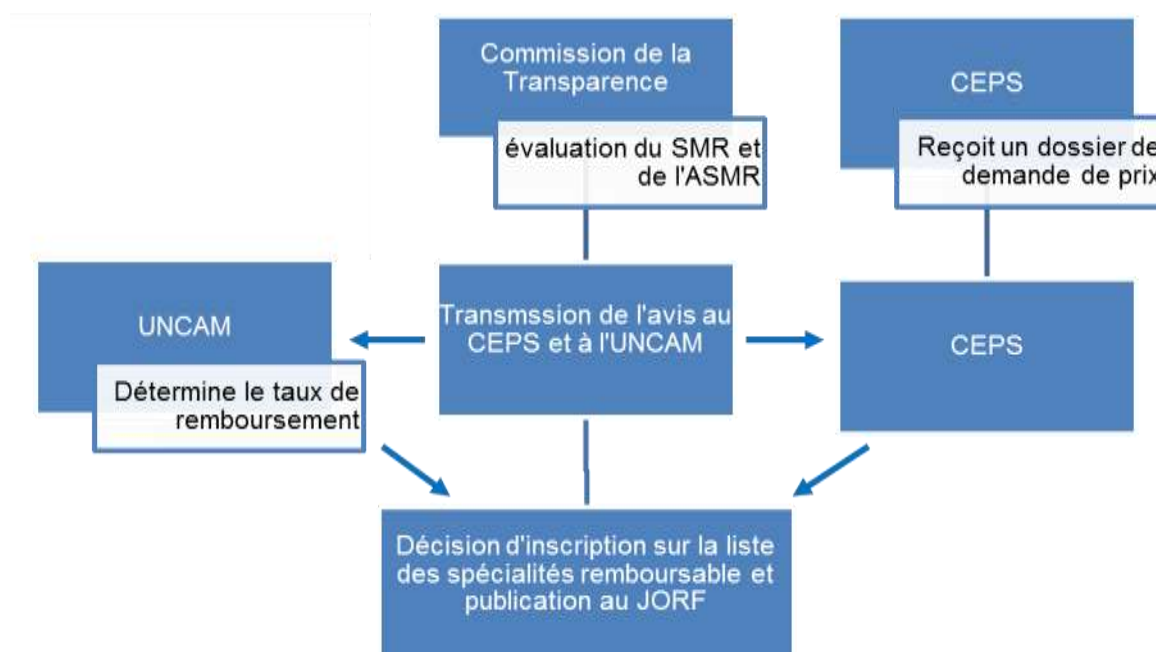 Commission de la
Transparence
évaluation du SMR et
de l'ASMR
CEPS
Reçoit un dossier de
demande de prix
UNCAM
Détermine le taux de
remboursement
Transmssion de l'avis au
CEPS et à l'UNCAM
CEPS
Décision d'inscription sur la liste
des spécialités remboursable et
publication au JORF